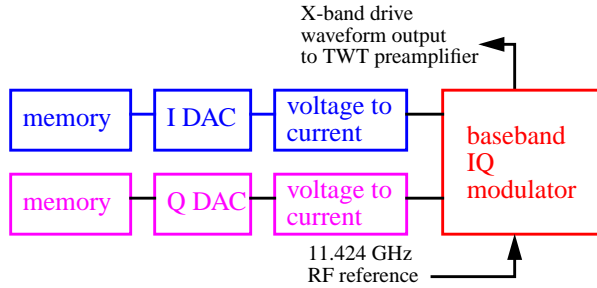 X-band drive
waveform output
to TWT preamplifier
memory
I DAC
voltage to
current
baseband
IQ
modulator
memory
Q DAC
voltage to
current
11.424 GHz
RF reference